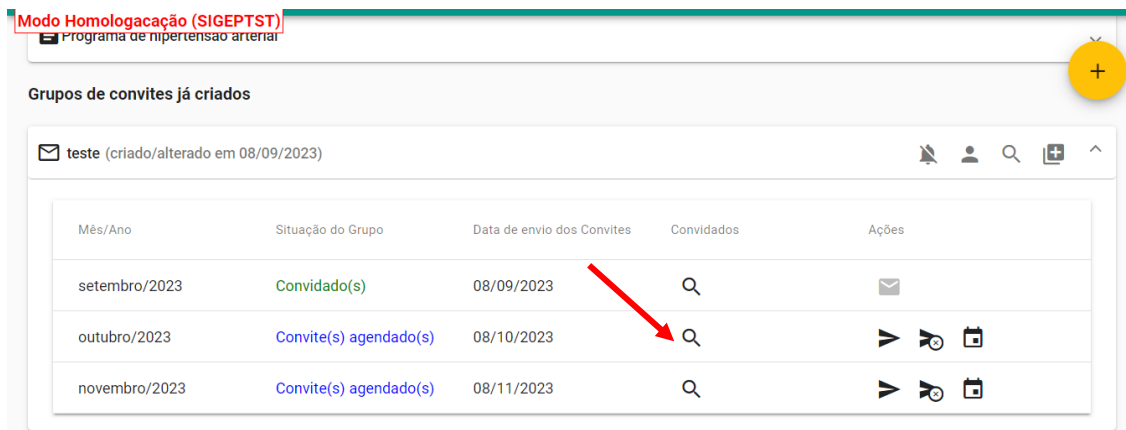 Modo Homologacação (SIGEPTST)
Programa de hipertensão arterial
+
Grupos de convites já criados
teste (criado/alterado em 08/09/2023)
Mês/Ano Situação do Grupo Data de envio dos Convites Convidados Ações
setembro/2023 Convidado(s) 08/09/2023
outubro/2023 Convite(s) agendado(s) 08/10/2023
novembro/2023 Convite(s) agendado(s) 08/11/2023